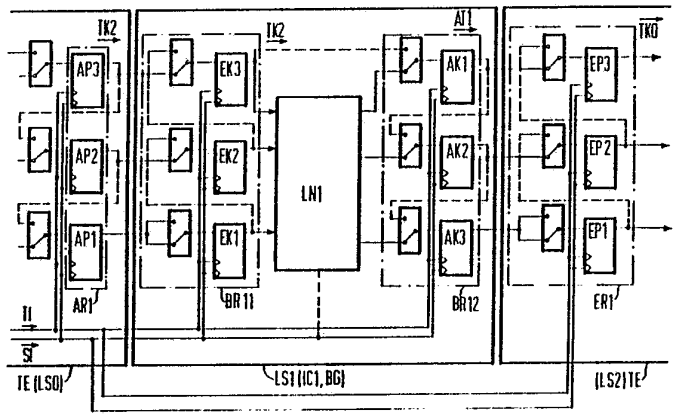 TK2 TK2 AT1 TK0
AP3 EK3 AK1 EP3
AP2 EK2 LN1 AK2 EP2
AP1 EK1 AK3 EP1
AR1 BR11 BR12 ER1
TI
SI
TE (LS0) LS1 (IC1, BG) (LS2) TE